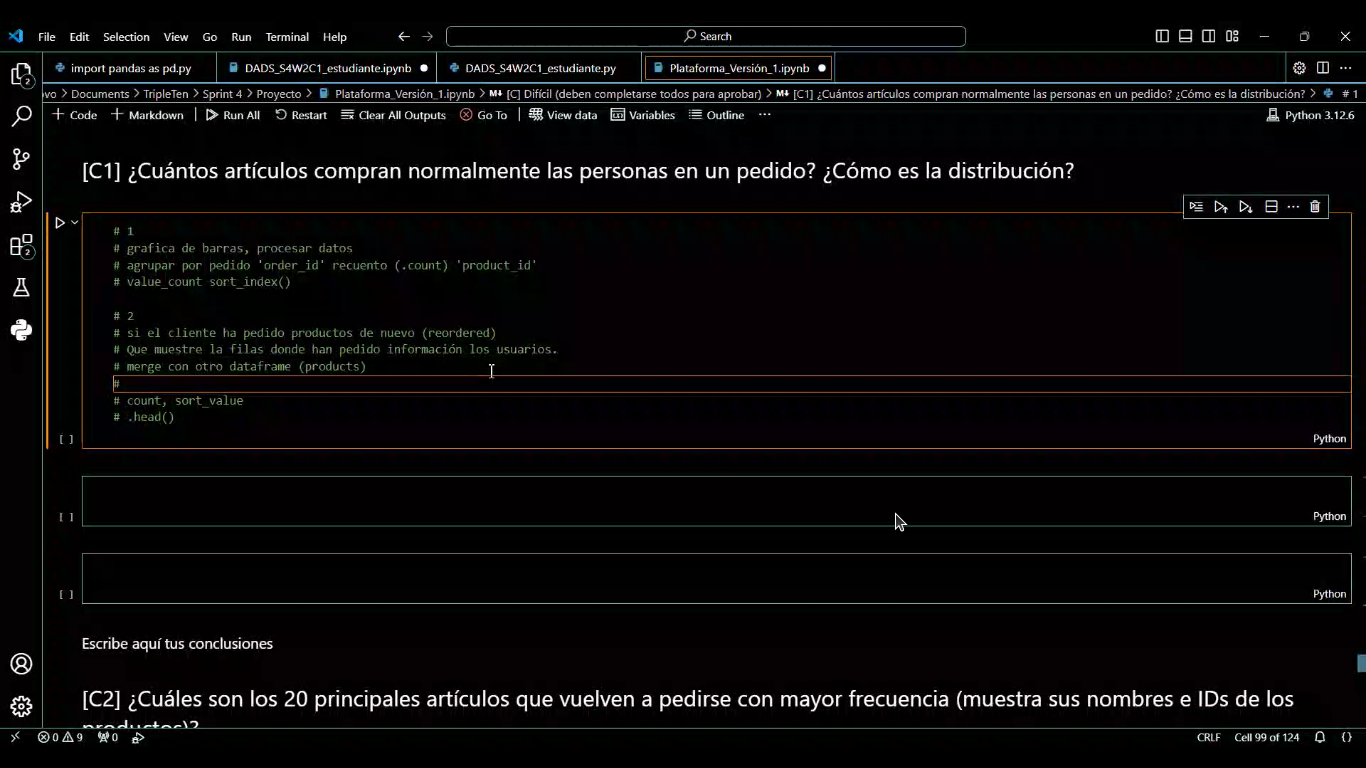 File Edit Selection View Go Run Terminal Help
Search
import pandas as pd.py
DADS_S4W2C1_estudiante.ipynb
DADS_S4W2C1_estudiante.py
Plataforma_Versión_1.ipynb
vo > Documents > TripleTen > Sprint 4 > Proyecto > Plataforma_Versión_1.ipynb > M↓ [C] Difícil (deben completarse todos para aprobar) > M↓ [C1] ¿Cuántos artículos compran normalmente las personas en un pedido? ¿Cómo es la distribución? > # 1
+ Code + Markdown Run All Restart Clear All Outputs Go To View data Variables Outline ... Python 3.12.6
[C1] ¿Cuántos artículos compran normalmente las personas en un pedido? ¿Cómo es la distribución?
# 1
# grafica de barras, procesar datos
# agrupar por pedido 'order_id' recuento (.count) 'product_id'
# value_count sort_index()
# 2
# si el cliente ha pedido productos de nuevo (reordered)
# Que muestre la filas donde han pedido información los usuarios.
# merge con otro dataframe (products)
#
# count, sort_value
# .head()
[ ] Python
[ ] Python
[ ] Python
Escribe aquí tus conclusiones
[C2] ¿Cuáles son los 20 principales artículos que vuelven a pedirse con mayor frecuencia (muestra sus nombres e IDs de los
productos)?
2
2
0 9 0 CRLF Cell 99 of 124 {}